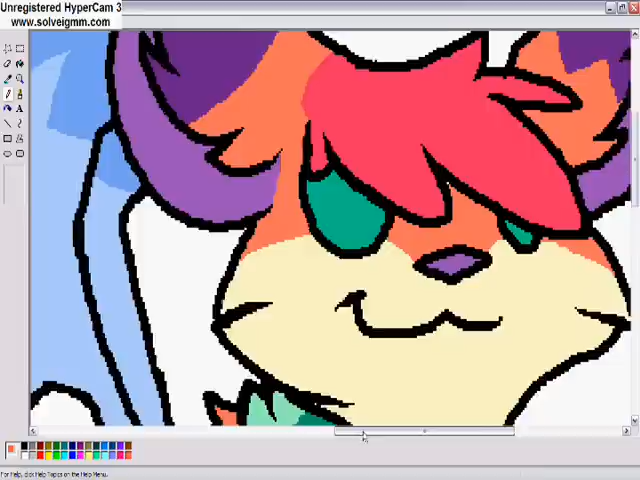 Unregistered HyperCam 3
www.solveigmm.com
A
For Help, click Help Topics on the Help Menu.